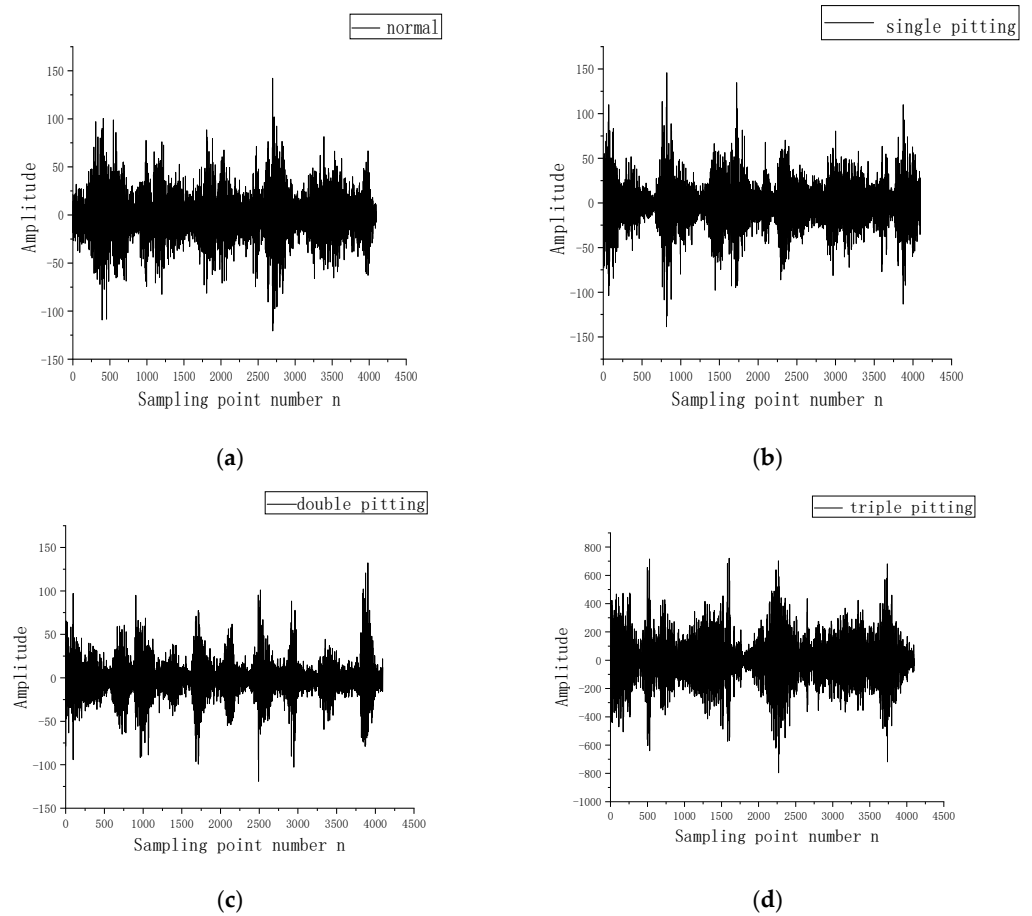 normal
150
100
50
0
-50
-100
-150
Amplitude
0 500 1000 1500 2000 2500 3000 3500 4000 4500
Sampling point number n
(a)
single pitting
150
100
50
0
-50
-100
-150
Amplitude
0 500 1000 1500 2000 2500 3000 3500 4000 4500
Sampling point number n
(b)
double pitting
150
100
50
0
-50
-100
-150
Amplitude
0 500 1000 1500 2000 2500 3000 3500 4000 4500
Sampling point number n
(c)
triple pitting
800
600
400
200
0
-200
-400
-600
-800
-1000
Amplitude
0 500 1000 1500 2000 2500 3000 3500 4000 4500
Sampling point number n
(d)